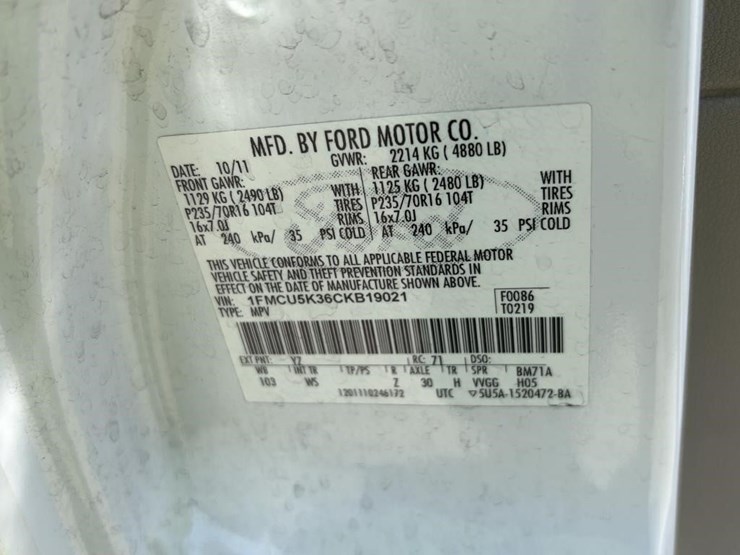 MFD. BY FORD MOTOR CO.
DATE: 10/11 GVWR: 2214 KG ( 4880 LB)
FRONT GAWR: REAR GAWR:
1129 KG ( 2490 LB) WITH 1125 KG ( 2480 LB) WITH
P235/70R16 104T TIRES P235/70R16 104T TIRES
16x7.0J RIMS 16x7.0J RIMS
AT 240 kPa/ 35 PSI COLD AT 240 kPa/ 35 PSI COLD
Ford
THIS VEHICLE CONFORMS TO ALL APPLICABLE FEDERAL MOTOR
VEHICLE SAFETY AND THEFT PREVENTION STANDARDS IN
EFFECT ON THE DATE OF MANUFACTURE SHOWN ABOVE.
VIN: 1FMCU5K36CKB19021 F0086
TYPE: MPV T0219
EXT PNT: YZ RC: 71 DSO:
WB INT TR TP/PS R AXLE TR SPR BM71A
103 WS Z 30 H VVGG H05
1201110246172 UTC ▽5U5A-1520472-BA